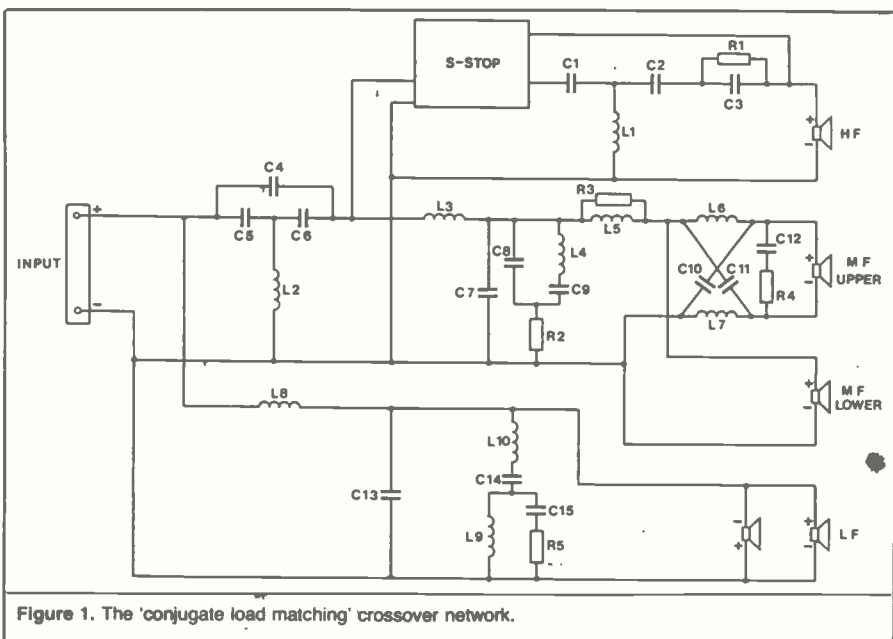 S-STOP
C1
C2
R1
C3
L1
+
-
HF
C4
C5
C6
L2
INPUT
+
-
L3
C7
C8
L4
C9
R2
R3
L5
L6
C10
C11
L7
C12
R4
+
-
MF
UPPER
+
-
MF
LOWER
L8
C13
L10
C14
L9
C15
R5
-
+
+
-
LF
Figure 1. The 'conjugate load matching' crossover network.